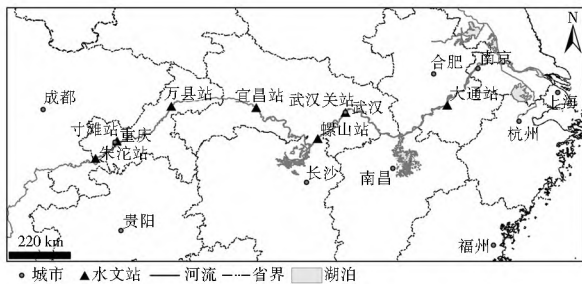 N
合肥
南京
成都
万县站
宜昌站
武汉关站
武汉
大通站
上海
寸滩站
重庆
螺山站
杭州
朱沱站
长沙
南昌
贵阳
220 km
福州
城市 水文站 河流 省界 湖泊